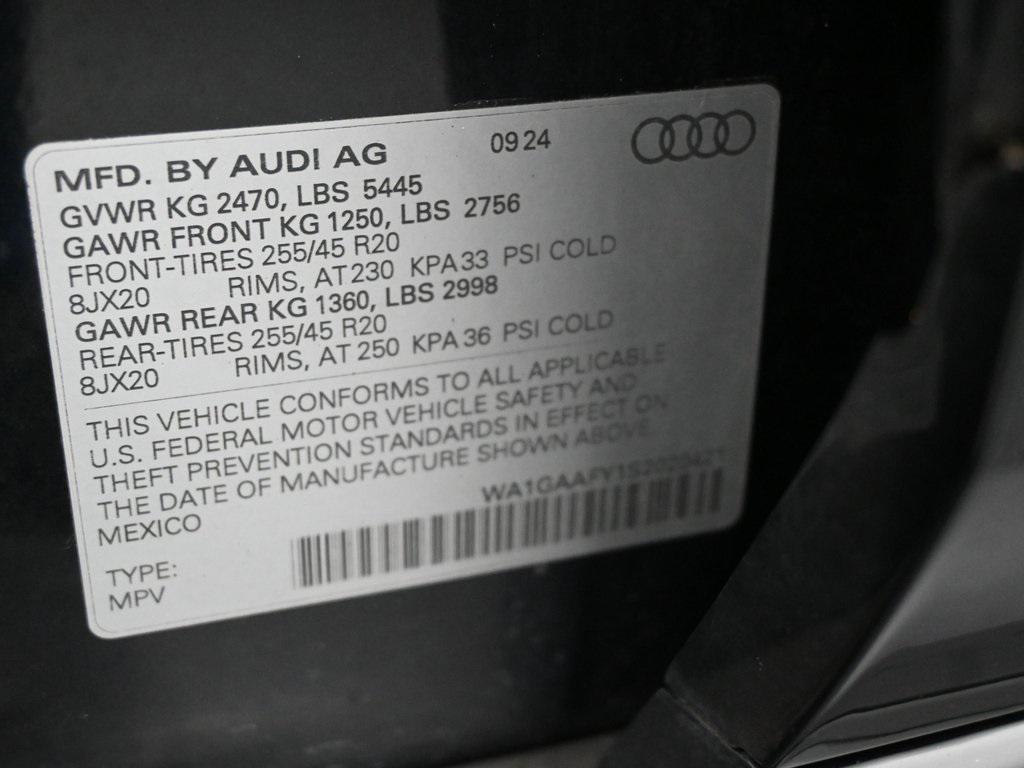 MFD. BY AUDI AG 09 24
GVWR KG 2470, LBS 5445
GAWR FRONT KG 1250, LBS 2756
FRONT-TIRES 255/45 R20
8JX20 RIMS, AT 230 KPA 33 PSI COLD
GAWR REAR KG 1360, LBS 2998
REAR-TIRES 255/45 R20
8JX20 RIMS, AT 250 KPA 36 PSI COLD
THIS VEHICLE CONFORMS TO ALL APPLICABLE
U.S. FEDERAL MOTOR VEHICLE SAFETY AND
THEFT PREVENTION STANDARDS IN EFFECT ON
THE DATE OF MANUFACTURE SHOWN ABOVE.
MEXICO
TYPE:
MPV